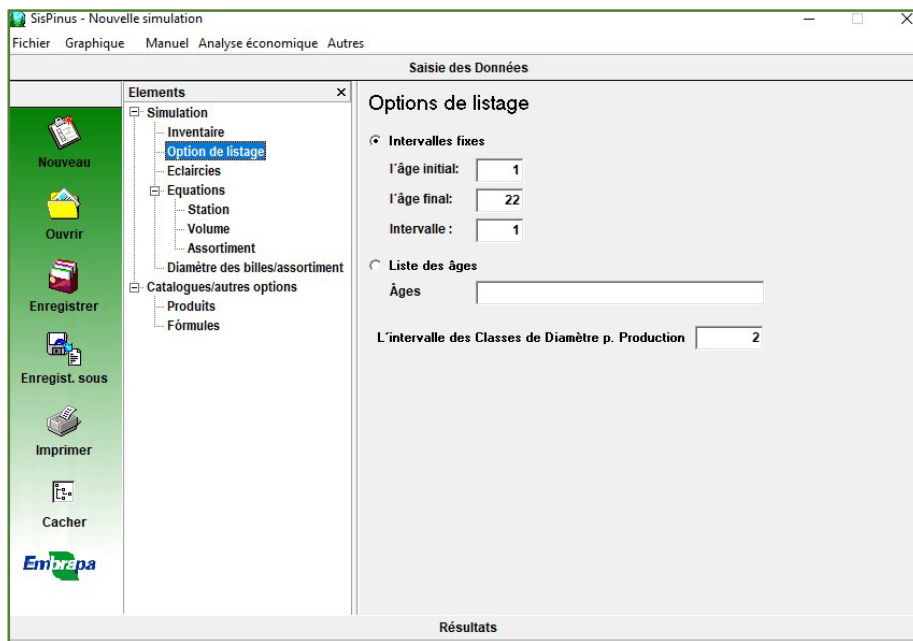 SisPinus - Nouvelle simulation
Fichier Graphique Manuel Analyse économique Autres
Saisie des Données
Nouveau
Ouvrir
Enregistrer
Enregist. sous
Imprimer
Cacher
Embrapa
Elements
Simulation
Inventaire
Option de listage
Eclaircies
Equations
Station
Volume
Assortiment
Diamètre des billes/assortiment
Catalogues/autres options
Produits
Fórmules
Options de listage
Intervalles fixes
l´âge initial: 1
l´âge final: 22
Intervalle : 1
Liste des âges
Âges
L´intervalle des Classes de Diamètre p. Production 2
Résultats